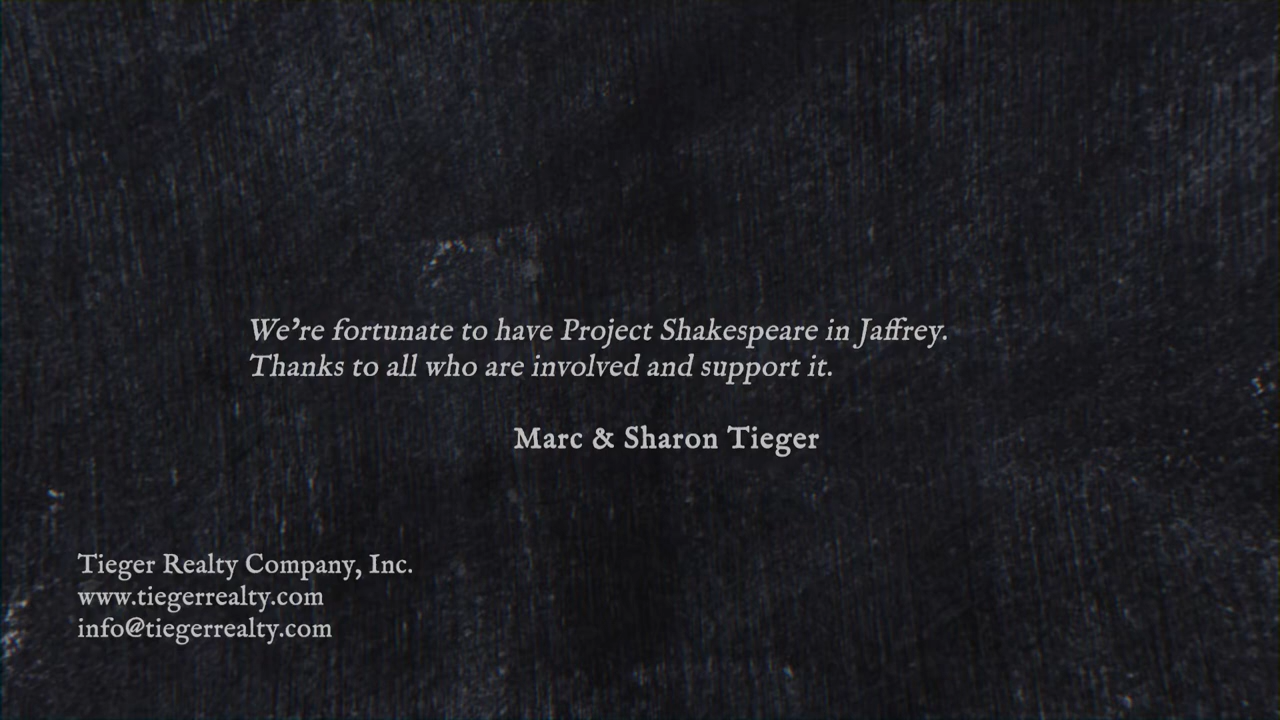 We're fortunate to have Project Shakespeare in Jaffrey.
Thanks to all who are involved and support it.
Marc & Sharon Tieger
Tieger Realty Company, Inc.
www.tiegerrealty.com
info@tiegerrealty.com